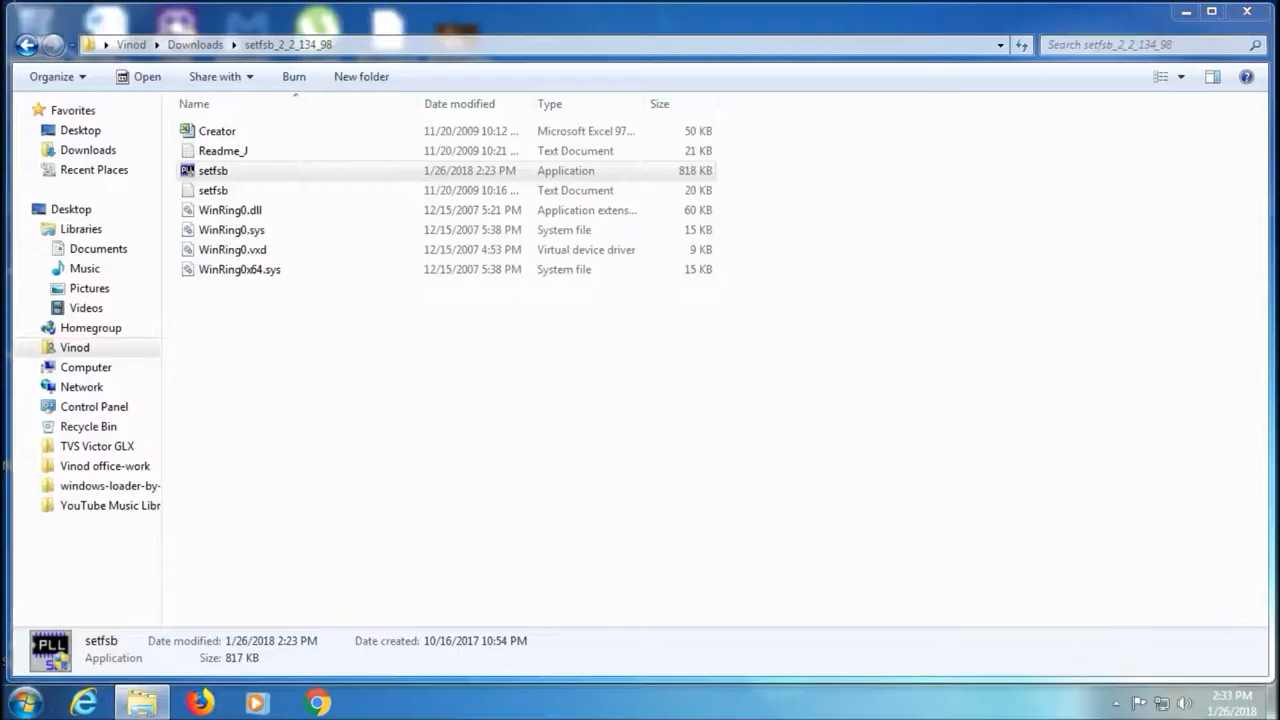 Vinod Downloads setfsb_2_2_134_98
Search setfsb_2_2_134_98
Organize Open Share with Burn New folder
Name Date modified Type Size
Favorites
Desktop
Downloads
Recent Places
Desktop
Libraries
Documents
Music
Pictures
Videos
Homegroup
Vinod
Computer
Network
Control Panel
Recycle Bin
TVS Victor GLX
Vinod office-work
windows-loader-by-
YouTube Music Libr
Creator 11/20/2009 10:12 ... Microsoft Excel 97... 50 KB
Readme_J 11/20/2009 10:21 ... Text Document 21 KB
setfsb 1/26/2018 2:23 PM Application 818 KB
setfsb 11/20/2009 10:16 ... Text Document 20 KB
WinRing0.dll 12/15/2007 5:21 PM Application extens... 60 KB
WinRing0.sys 12/15/2007 5:38 PM System file 15 KB
WinRing0.vxd 12/15/2007 4:53 PM Virtual device driver 9 KB
WinRing0x64.sys 12/15/2007 5:38 PM System file 15 KB
PLL
setfsb Date modified: 1/26/2018 2:23 PM Date created: 10/16/2017 10:54 PM
Application Size: 817 KB
2:33 PM
1/26/2018